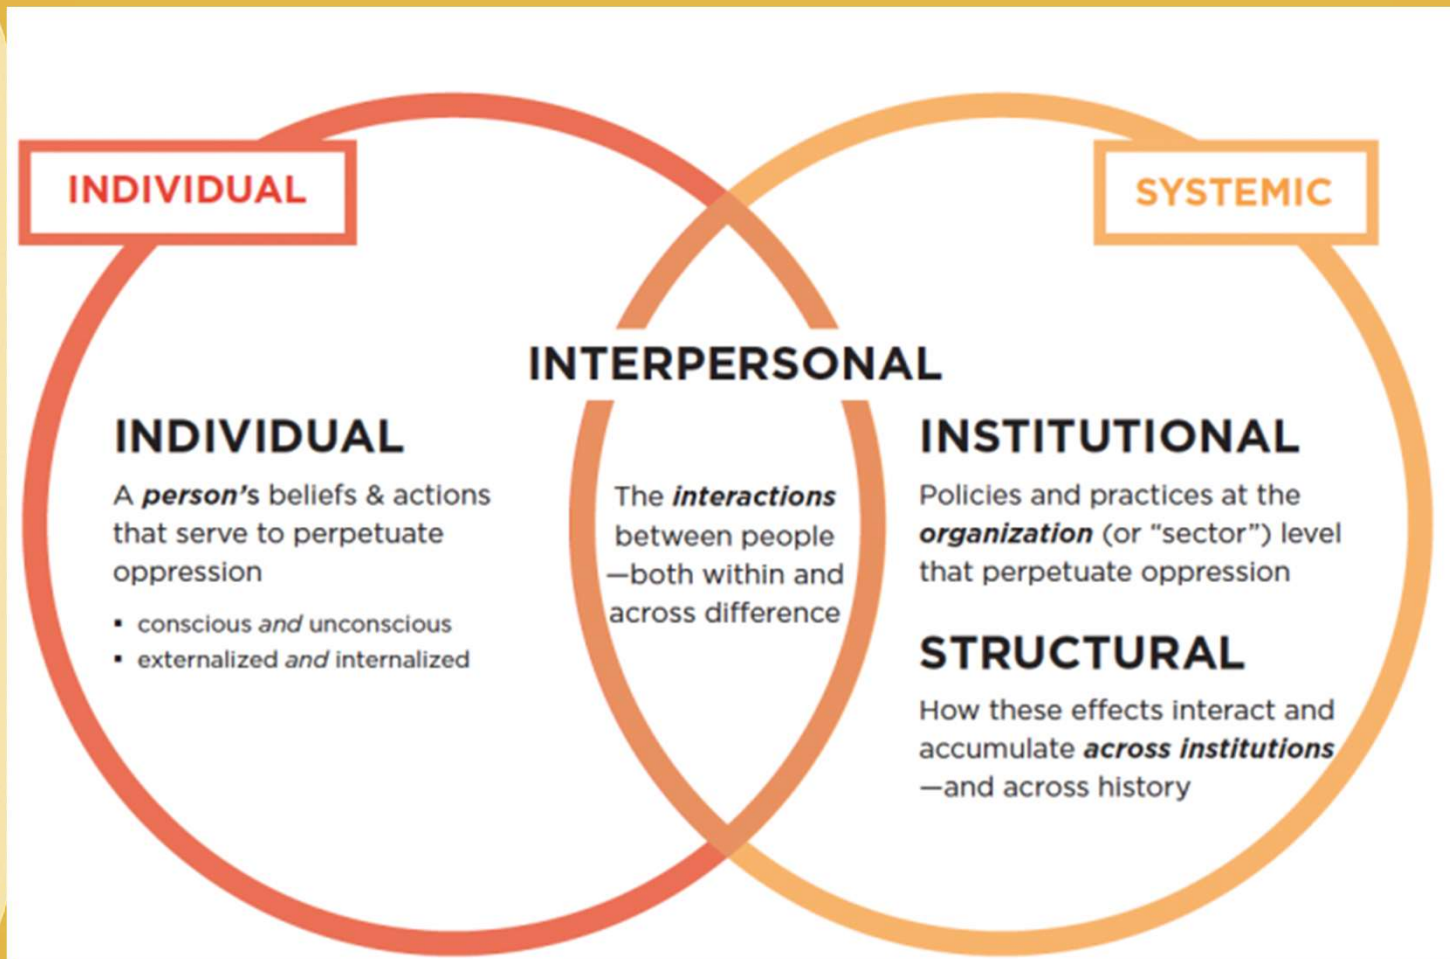 INDIVIDUAL
SYSTEMIC
INTERPERSONAL
INDIVIDUAL
A person's beliefs & actions
that serve to perpetuate
oppression
▪ conscious and unconscious
▪ externalized and internalized
The interactions
between people
—both within and
across difference
INSTITUTIONAL
Policies and practices at the
organization (or “sector”) level
that perpetuate oppression
STRUCTURAL
How these effects interact and
accumulate across institutions
—and across history